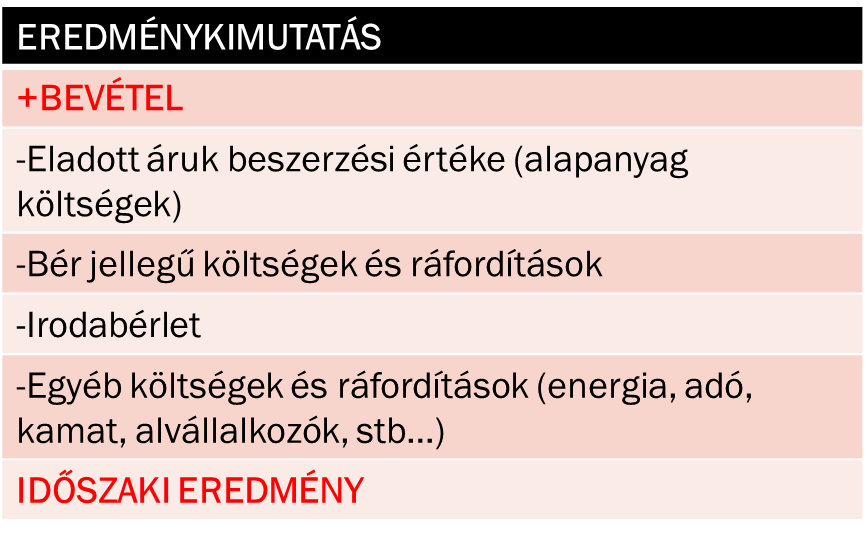 EREDMÉNYKIMUTATÁS
+BEVÉTEL
-Eladott áruk beszerzési értéke (alapanyag
költségek)
-Bér jellegű költségek és ráfordítások
-Irodabérlet
-Egyéb költségek és ráfordítások (energia, adó,
kamat, alvállalkozók, stb...)
IDŐSZAKI EREDMÉNY